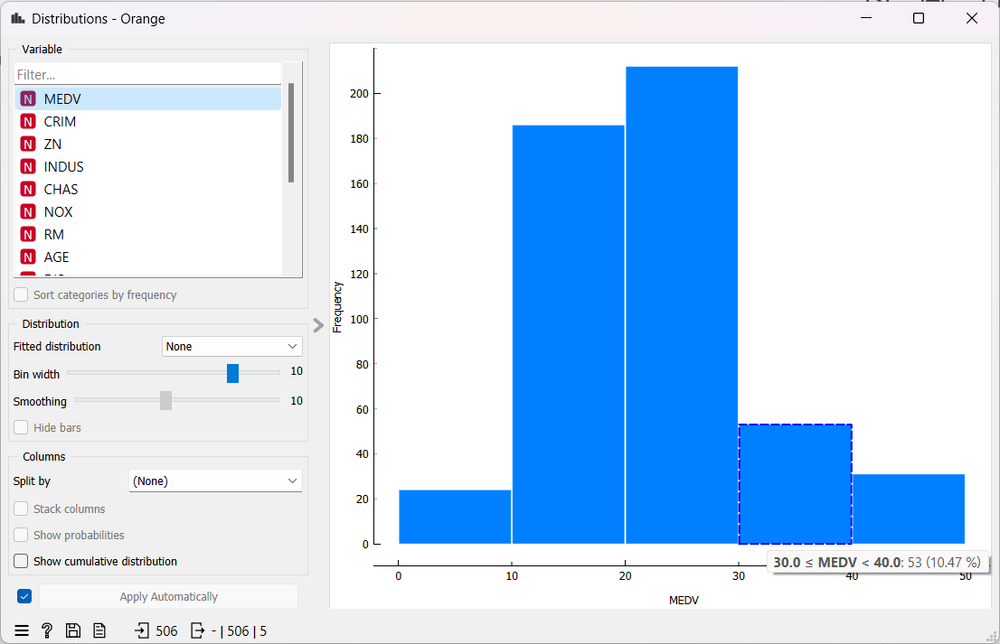 Distributions - Orange
Variable
Filter...
N MEDV
N CRIM
N ZN
N INDUS
N CHAS
N NOX
N RM
N AGE
Sort categories by frequency
Distribution
Fitted distribution None
Bin width 10
Smoothing 10
Hide bars
Columns
Split by (None)
Stack columns
Show probabilities
Show cumulative distribution
Apply Automatically
506 - | 506 | 5
Frequency
200
180
160
140
120
100
80
60
40
20
0
30.0 ≤ MEDV < 40.0: 53 (10.47 %)
0 10 20 30 40 50
MEDV